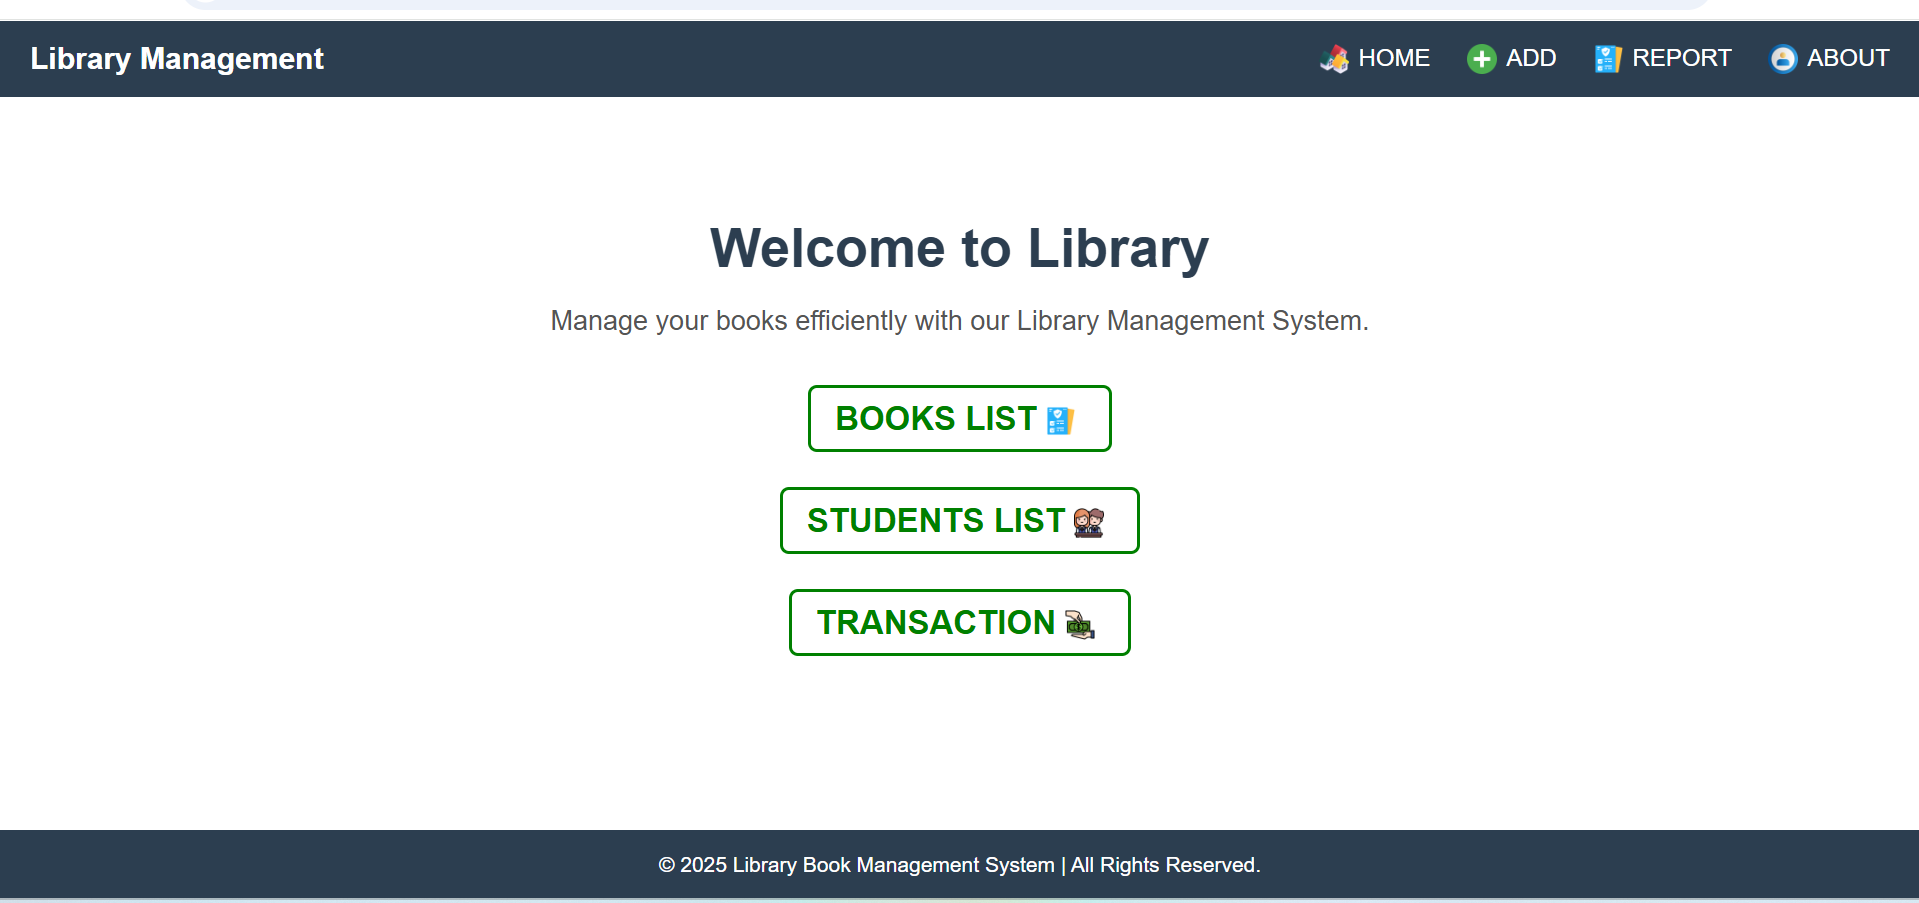 Library Management
HOME
ADD
REPORT
ABOUT
Welcome to Library
Manage your books efficiently with our Library Management System.
BOOKS LIST
STUDENTS LIST
TRANSACTION
© 2025 Library Book Management System | All Rights Reserved.